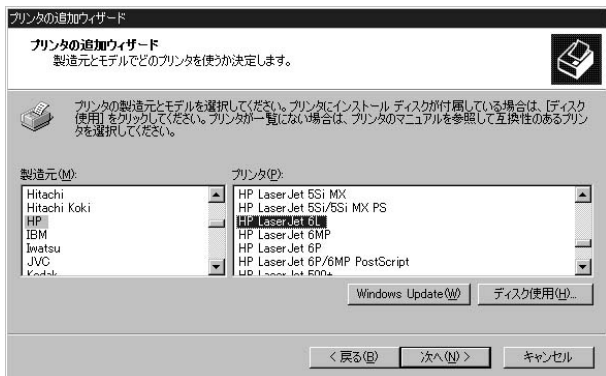 プリンタの追加ウィザード
プリンタの追加ウィザード
製造元とモデルでどのプリンタを使うか決定します。
プリンタの製造元とモデルを選択してください。プリンタにインストール ディスクが付属している場合は、[ディスク
使用] をクリックしてください。プリンタが一覧にない場合は、プリンタのマニュアルを参照して互換性のあるプリン
タを選択してください。
製造元(M):
Hitachi
Hitachi Koki
HP
IBM
Iwatsu
JVC
Kodak
プリンタ(P):
HP LaserJet 5Si MX
HP LaserJet 5Si/5Si MX PS
HP LaserJet 6L
HP LaserJet 6MP
HP LaserJet 6P
HP LaserJet 6P/6MP PostScript
HP LaserJet 500+
Windows Update(W)
ディスク使用(H)...
< 戻る(B)
次へ(N) >
キャンセル